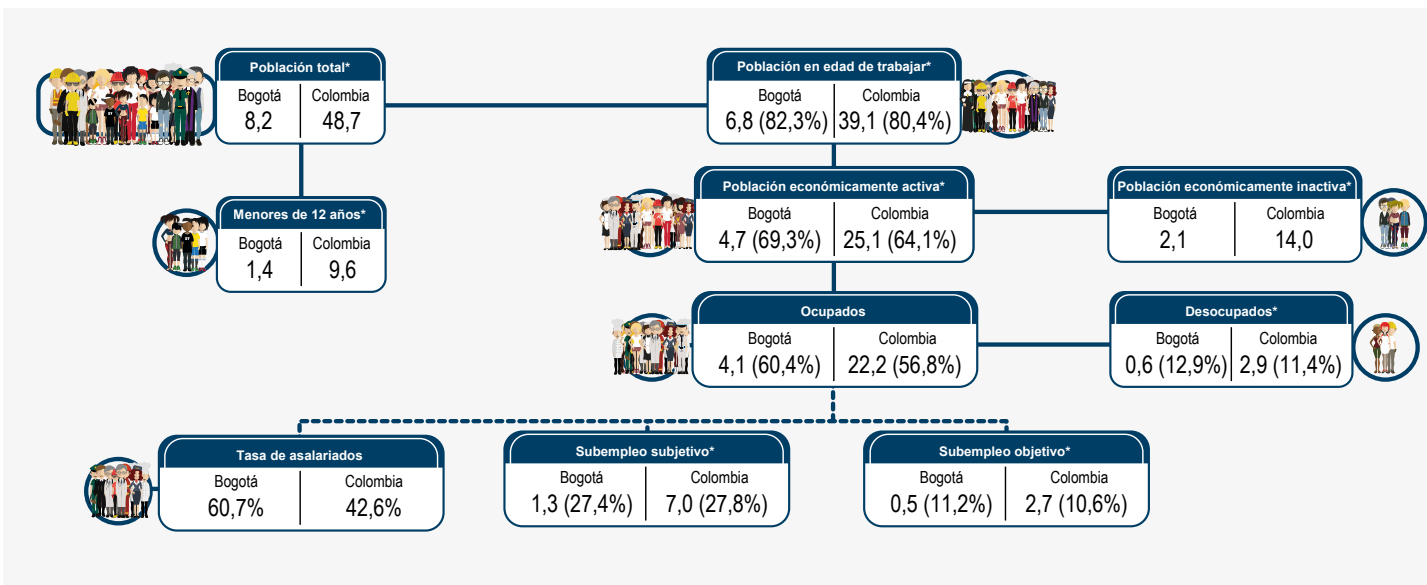 Población total*
Bogotá Colombia
8,2 48,7
Población en edad de trabajar*
Bogotá Colombia
6,8 (82,3%) 39,1 (80,4%)
Menores de 12 años*
Bogotá Colombia
1,4 9,6
Población económicamente activa*
Bogotá Colombia
4,7 (69,3%) 25,1 (64,1%)
Población económicamente inactiva*
Bogotá Colombia
2,1 14,0
Ocupados
Bogotá Colombia
4,1 (60,4%) 22,2 (56,8%)
Desocupados*
Bogotá Colombia
0,6 (12,9%) 2,9 (11,4%)
Tasa de asalariados
Bogotá Colombia
60,7% 42,6%
Subempleo subjetivo*
Bogotá Colombia
1,3 (27,4%) 7,0 (27,8%)
Subempleo objetivo*
Bogotá Colombia
0,5 (11,2%) 2,7 (10,6%)